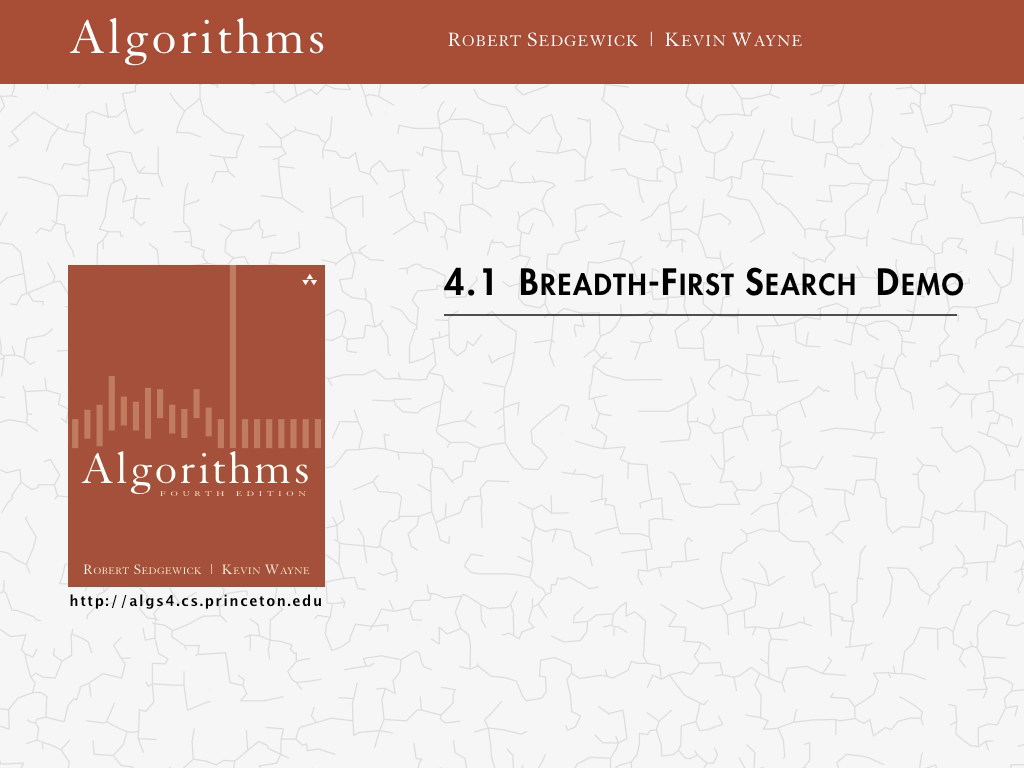 Algorithms
ROBERT SEDGEWICK | KEVIN WAYNE
4.1 BREADTH-FIRST SEARCH DEMO
Algorithms
FOURTH EDITION
ROBERT SEDGEWICK | KEVIN WAYNE
http://algs4.cs.princeton.edu